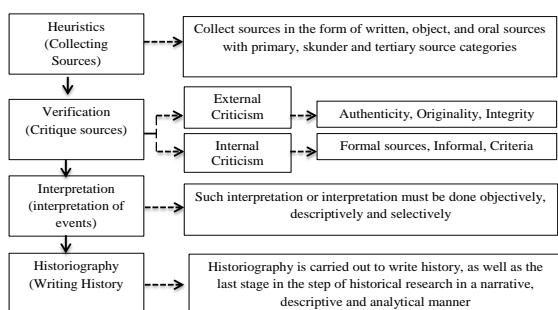 Heuristics
(Collecting
Sources)
Collect sources in the form of written, object, and oral sources
with primary, skunder and tertiary source categories
Verification
(Critique sources)
External
Criticism
Authenticity, Originality, Integrity
Internal
Criticism
Formal sources, Informal, Criteria
Interpretation
(interpretation of
events)
Such interpretation or interpretation must be done objectively,
descriptively and selectively
Historiography
(Writing History
Historiography is carried out to write history, as well as the
last stage in the step of historical research in a narrative,
descriptive and analytical manner